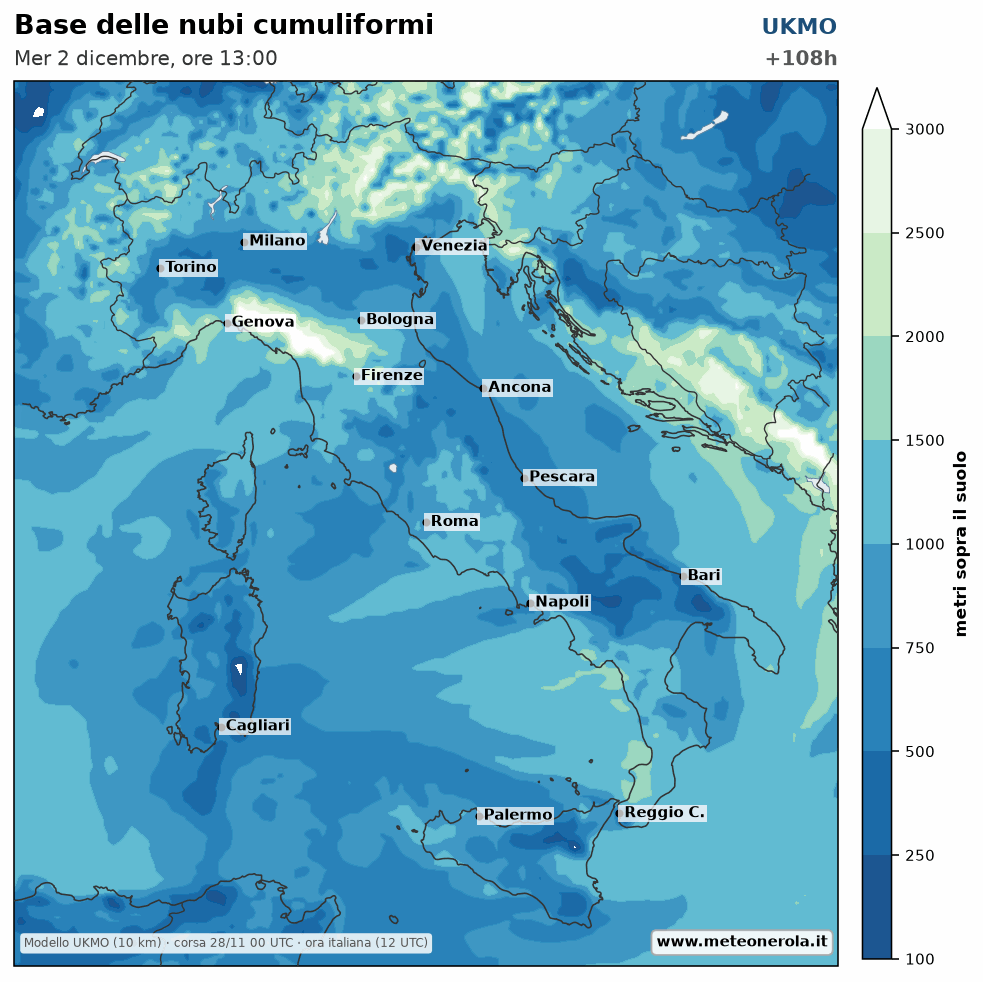 Base delle nubi cumuliformi
UKMO
Mer 2 dicembre, ore 13:00
+108h
3000
2500
2000
1500
1000
750
500
250
100
metri sopra il suolo
Milano
Venezia
Torino
Genova
Bologna
Firenze
Ancona
Pescara
Roma
Bari
Napoli
Cagliari
Palermo
Reggio C.
Modello UKMO (10 km) · corsa 28/11 00 UTC · ora italiana (12 UTC)
www.meteonerola.it